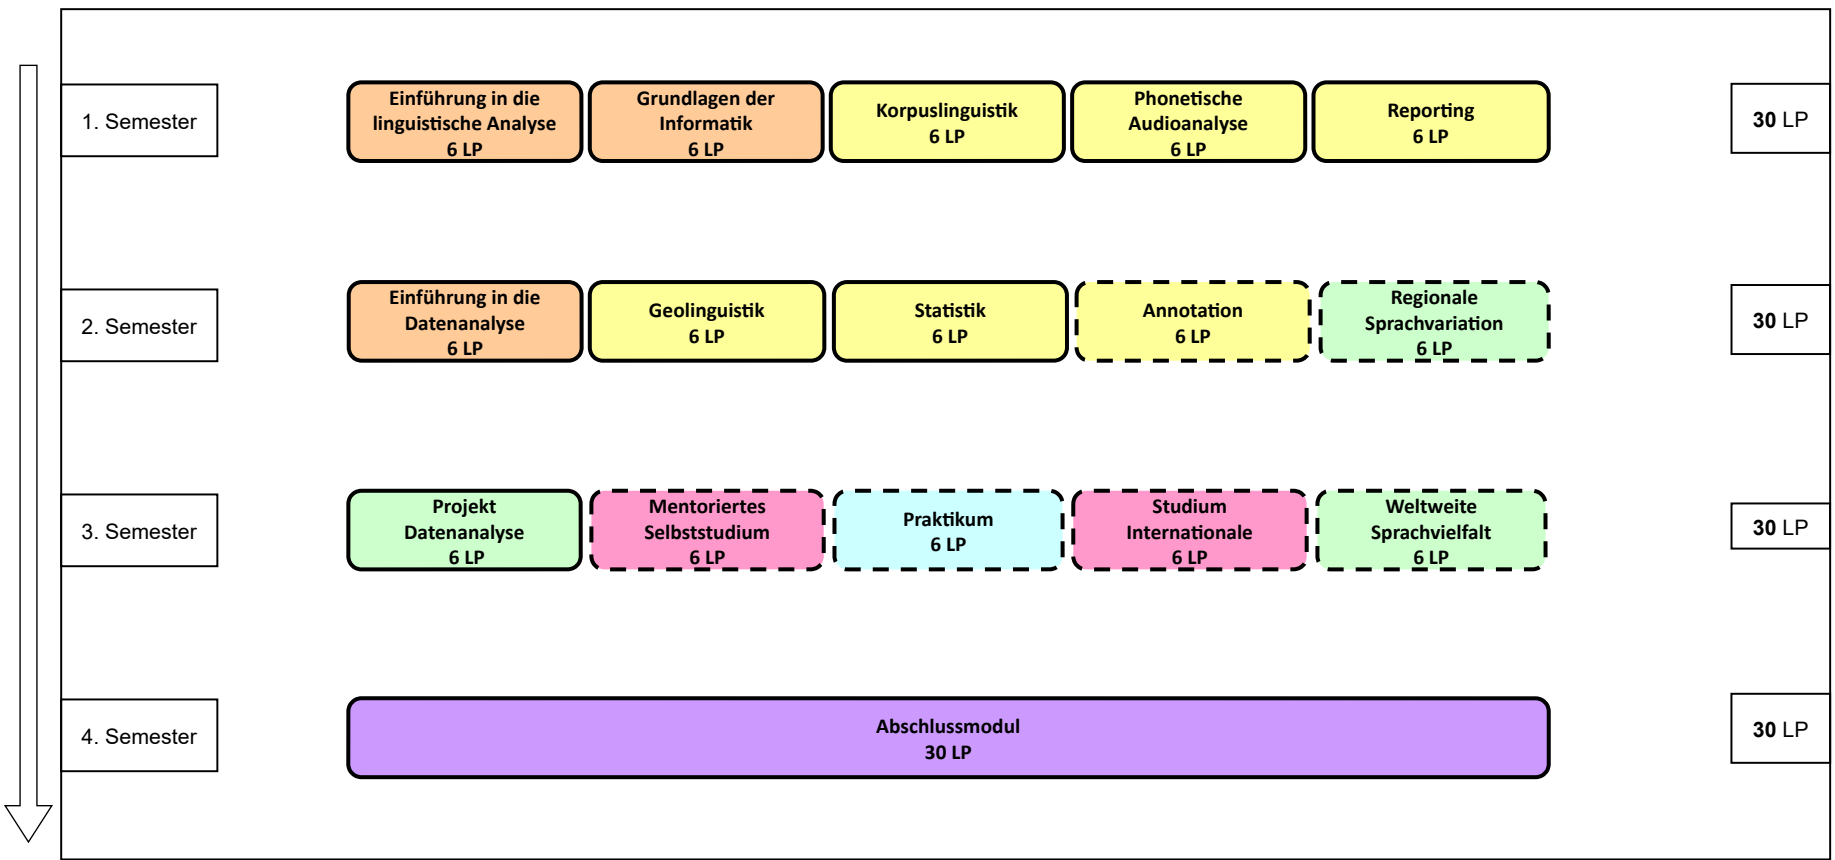 1. Semester
Einführung in die
linguistische Analyse
6 LP
Grundlagen der
Informatik
6 LP
Korpuslinguistik
6 LP
Phonetische
Audioanalyse
6 LP
Reporting
6 LP
30 LP
2. Semester
Einführung in die
Datenanalyse
6 LP
Geolinguistik
6 LP
Statistik
6 LP
Annotation
6 LP
Regionale
Sprachvariation
6 LP
30 LP
3. Semester
Projekt
Datenanalyse
6 LP
Mentoriertes
Selbststudium
6 LP
Praktikum
6 LP
Studium
Internationale
6 LP
Weltweite
Sprachvielfalt
6 LP
30 LP
4. Semester
Abschlussmodul
30 LP
30 LP